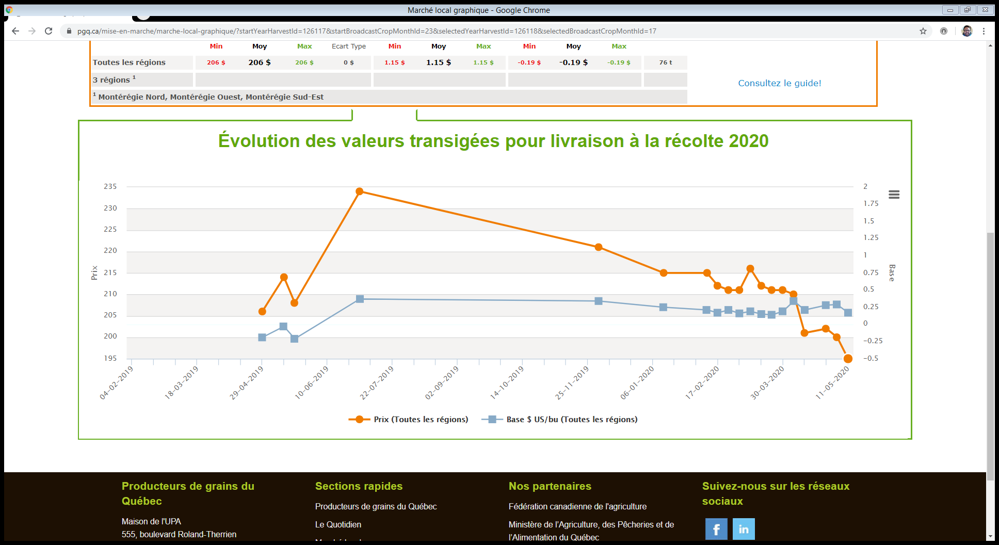 Marché local graphique - Google Chrome
pgq.ca/mise-en-marche/marche-local-graphique/?startYearHarvestId=126117&startBroadcastCropMonthId=23&selectedYearHarvestId=126118&selectedBroadcastCropMonthId=17
Min Moy Max Ecart Type Min Moy Max Min Moy Max
Toutes les régions 206 $ 206 $ 206 $ 0 $ 1.15 $ 1.15 $ 1.15 $ -0.19 $ -0.19 $ -0.19 $ 76 t
3 régions 1
Consultez le guide!
1 Montérégie Nord, Montérégie Ouest, Montérégie Sud-Est
Évolution des valeurs transigées pour livraison à la récolte 2020
235
230
225
220
215
210
205
200
195
Prix
2
1.75
1.5
1.25
1
0.75
0.5
0.25
0
-0.25
-0.5
Base
04-02-2019
18-03-2019
29-04-2019
10-06-2019
22-07-2019
02-09-2019
14-10-2019
25-11-2019
06-01-2020
17-02-2020
30-03-2020
11-05-2020
Prix (Toutes les régions) Base $ US/bu (Toutes les régions)
Producteurs de grains du
Québec
Maison de l'UPA
555, boulevard Roland-Therrien
Sections rapides
Producteurs de grains du Québec
Le Quotidien
Nos partenaires
Fédération canadienne de l'agriculture
Ministère de l'Agriculture, des Pêcheries et de
l'Alimentation du Québec
Suivez-nous sur les réseaux
sociaux
f in